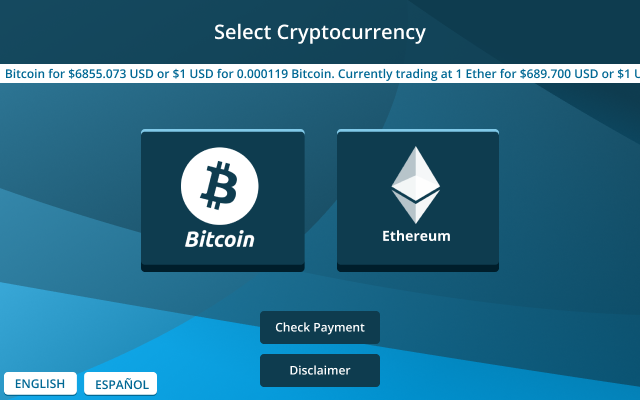 Select Cryptocurrency
Bitcoin for $6855.073 USD or $1 USD for 0.000119 Bitcoin. Currently trading at 1 Ether for $689.700 USD or $1 U
Bitcoin
Ethereum
Check Payment
Disclaimer
ENGLISH
ESPAÑOL